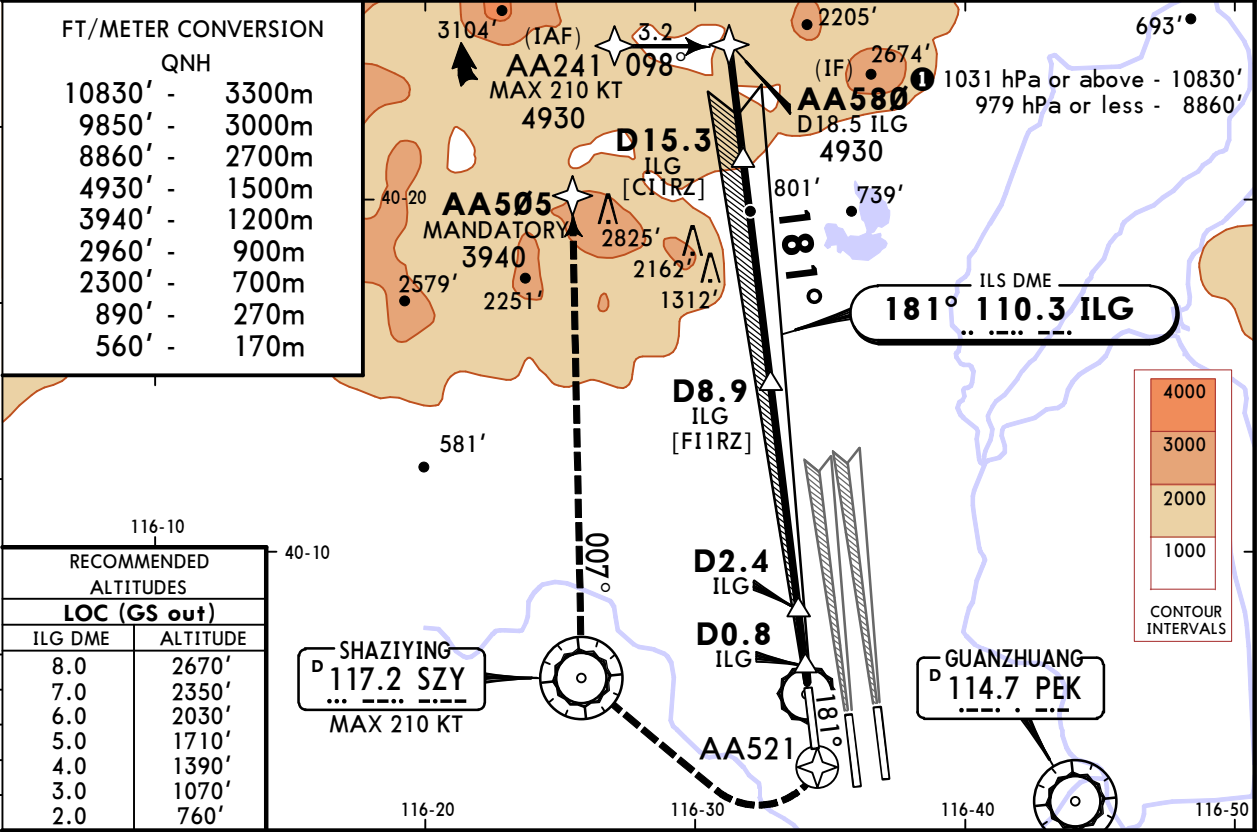 FT/METER CONVERSION
QNH
10830' - 3300m
9850' - 3000m
8860' - 2700m
4930' - 1500m
3940' - 1200m
2960' - 900m
2300' - 700m
890' - 270m
560' - 170m
3104'
(IAF)
AA241
MAX 210 KT
4930
3.2
098°
2205'
693'
2674'
(IF)
AA58Ø
D18.5 ILG
4930
1
1031 hPa or above - 10830'
979 hPa or less - 8860'
D15.3
ILG
[CI1RZ]
40-20
AA5Ø5
MANDATORY
3940
801'
739'
2825'
2162'
1312'
2579'
2251'
181°
ILS DME
181° 110.3 ILG
D8.9
ILG
[FI1RZ]
4000
3000
2000
1000
CONTOUR
INTERVALS
581'
116-10
40-10
007°
RECOMMENDED
ALTITUDES
LOC (GS out)
ILG DME ALTITUDE
8.0 2670'
7.0 2350'
6.0 2030'
5.0 1710'
4.0 1390'
3.0 1070'
2.0 760'
D2.4
ILG
D0.8
ILG
SHAZIYING
D 117.2 SZY
MAX 210 KT
181°
AA521
GUANZHUANG
D 114.7 PEK
116-20
116-30
116-40
116-50